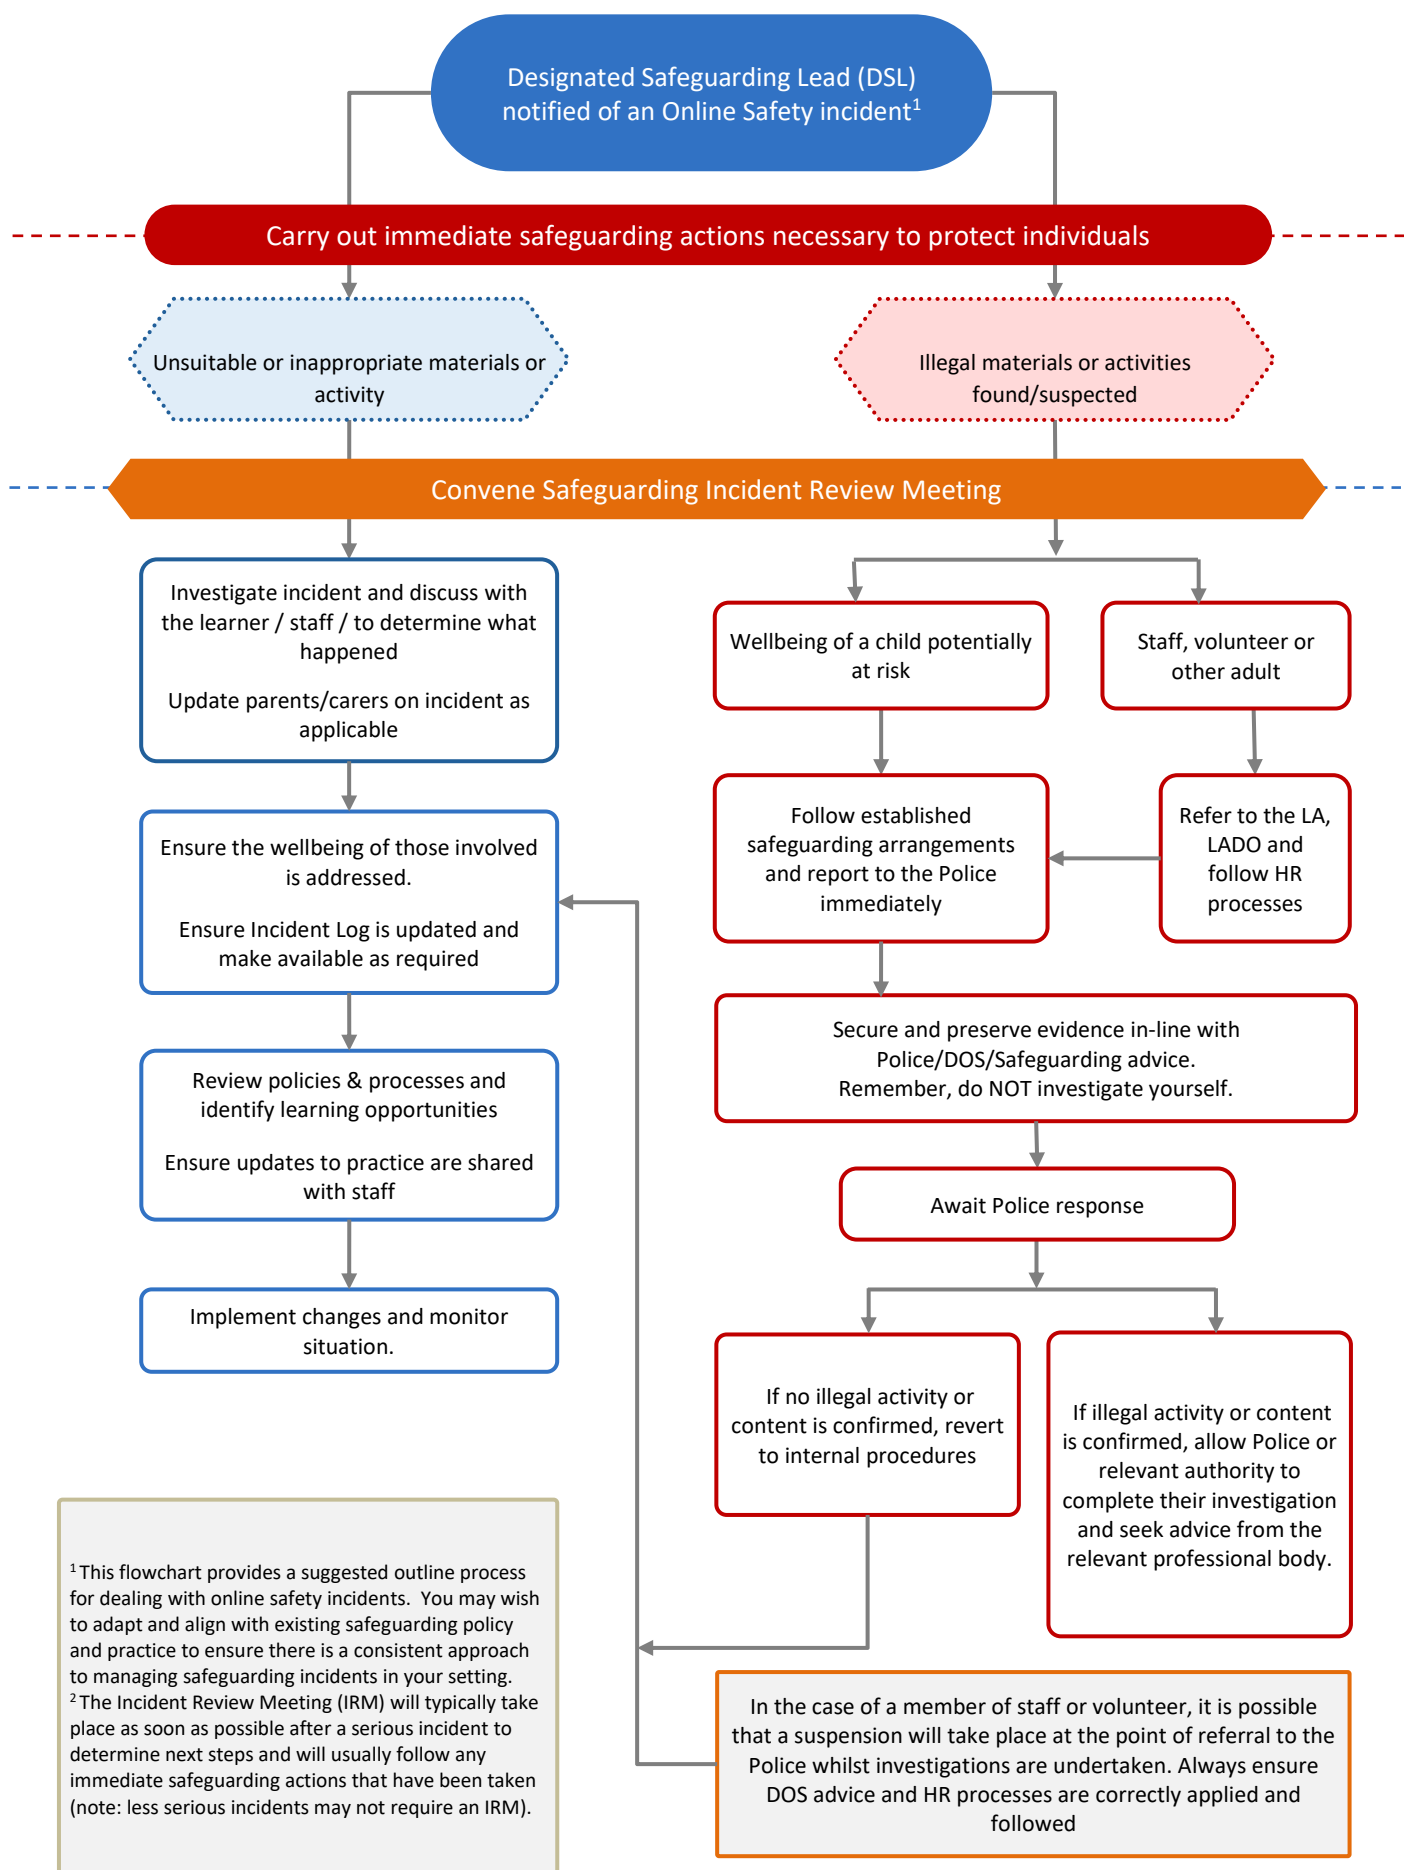 Designated Safeguarding Lead (DSL)
notified of an Online Safety incident¹
Carry out immediate safeguarding actions necessary to protect individuals
Unsuitable or inappropriate materials or
activity
Illegal materials or activities
found/suspected
Convene Safeguarding Incident Review Meeting
Investigate incident and discuss with
the learner / staff / to determine what
happened
Update parents/carers on incident as
applicable
Wellbeing of a child potentially
at risk
Staff, volunteer or
other adult
Ensure the wellbeing of those involved
is addressed.
Ensure Incident Log is updated and
make available as required
Follow established
safeguarding arrangements
and report to the Police
immediately
Refer to the LA,
LADO and
follow HR
processes
Secure and preserve evidence in-line with
Police/DOS/Safeguarding advice.
Remember, do NOT investigate yourself.
Review policies & processes and
identify learning opportunities
Ensure updates to practice are shared
with staff
Await Police response
Implement changes and monitor
situation.
If no illegal activity or
content is confirmed, revert
to internal procedures
If illegal activity or content
is confirmed, allow Police or
relevant authority to
complete their investigation
and seek advice from the
relevant professional body.
¹ This flowchart provides a suggested outline process
for dealing with online safety incidents.  You may wish
to adapt and align with existing safeguarding policy
and practice to ensure there is a consistent approach
to managing safeguarding incidents in your setting.
² The Incident Review Meeting (IRM) will typically take
place as soon as possible after a serious incident to
determine next steps and will usually follow any
immediate safeguarding actions that have been taken
(note: less serious incidents may not require an IRM).
In the case of a member of staff or volunteer, it is possible
that a suspension will take place at the point of referral to the
Police whilst investigations are undertaken. Always ensure
DOS advice and HR processes are correctly applied and
followed